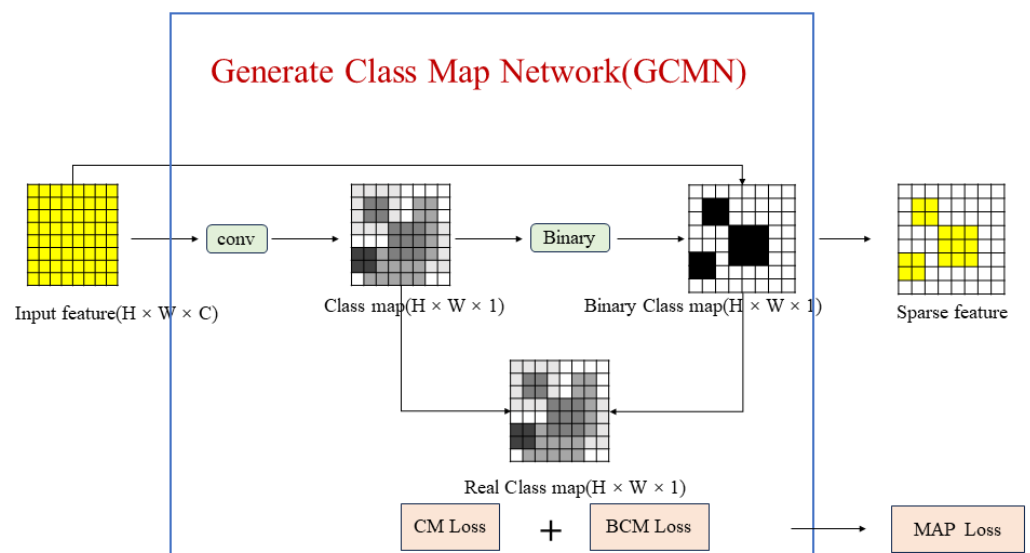 Generate Class Map Network(GCMN)
conv
Binary
Input feature(H × W × C)
Class map(H × W × 1)
Binary Class map(H × W × 1)
Sparse feature
Real Class map(H × W × 1)
CM Loss
+
BCM Loss
MAP Loss